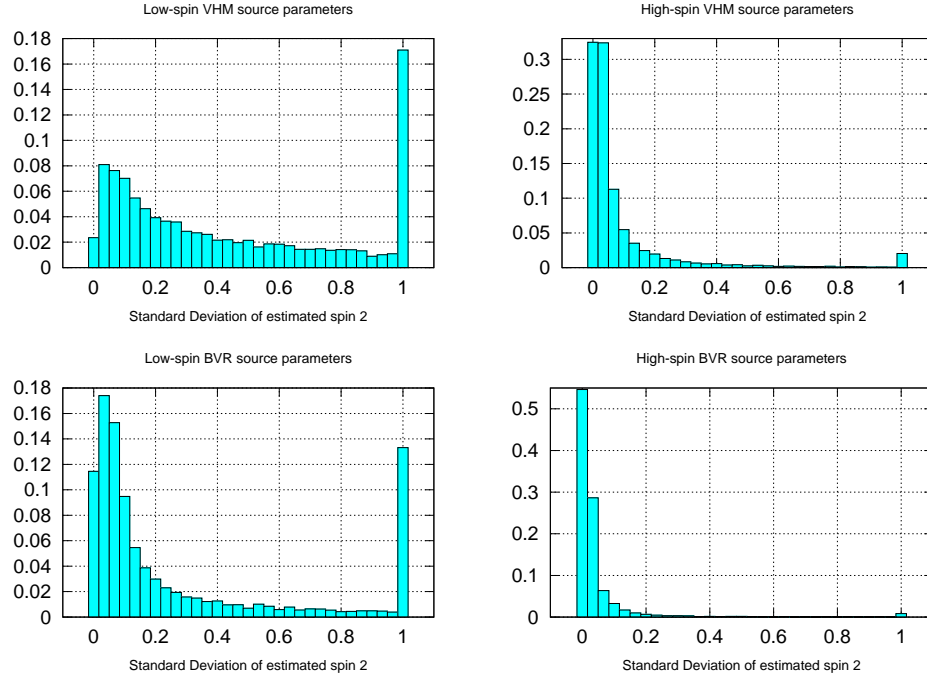 Low-spin VHM source parameters
0.18
0.16
0.14
0.12
0.1
0.08
0.06
0.04
0.02
0
0 0.2 0.4 0.6 0.8 1
Standard Deviation of estimated spin 2
High-spin VHM source parameters
0.3
0.25
0.2
0.15
0.1
0.05
0
0 0.2 0.4 0.6 0.8 1
Standard Deviation of estimated spin 2
Low-spin BVR source parameters
0.18
0.16
0.14
0.12
0.1
0.08
0.06
0.04
0.02
0
0 0.2 0.4 0.6 0.8 1
Standard Deviation of estimated spin 2
High-spin BVR source parameters
0.5
0.4
0.3
0.2
0.1
0
0 0.2 0.4 0.6 0.8 1
Standard Deviation of estimated spin 2